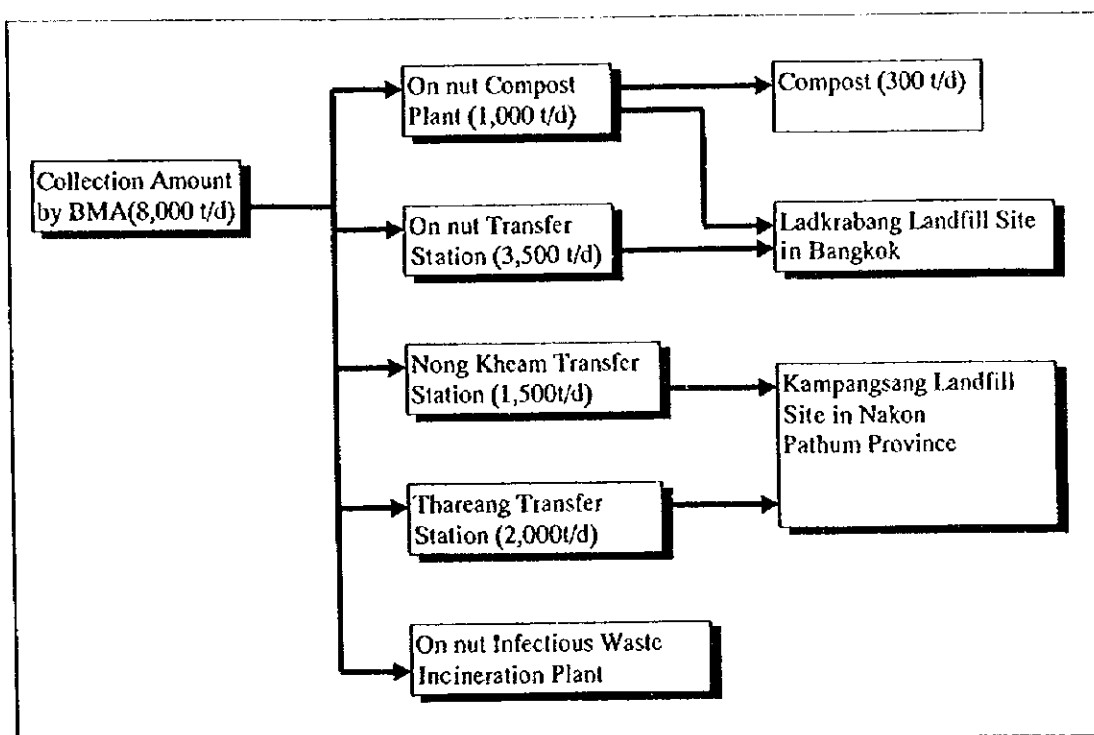 Collection Amount
by BMA(8,000 t/d)
On nut Compost
Plant (1,000 t/d)
On nut Transfer
Station (3,500 t/d)
Nong Kheam Transfer
Station (1,500t/d)
Thareang Transfer
Station (2,000t/d)
On nut Infectious Waste
Incineration Plant
Compost (300 t/d)
Ladkrabang Landfill Site
in Bangkok
Kampangsang Landfill
Site in Nakon
Pathum Province